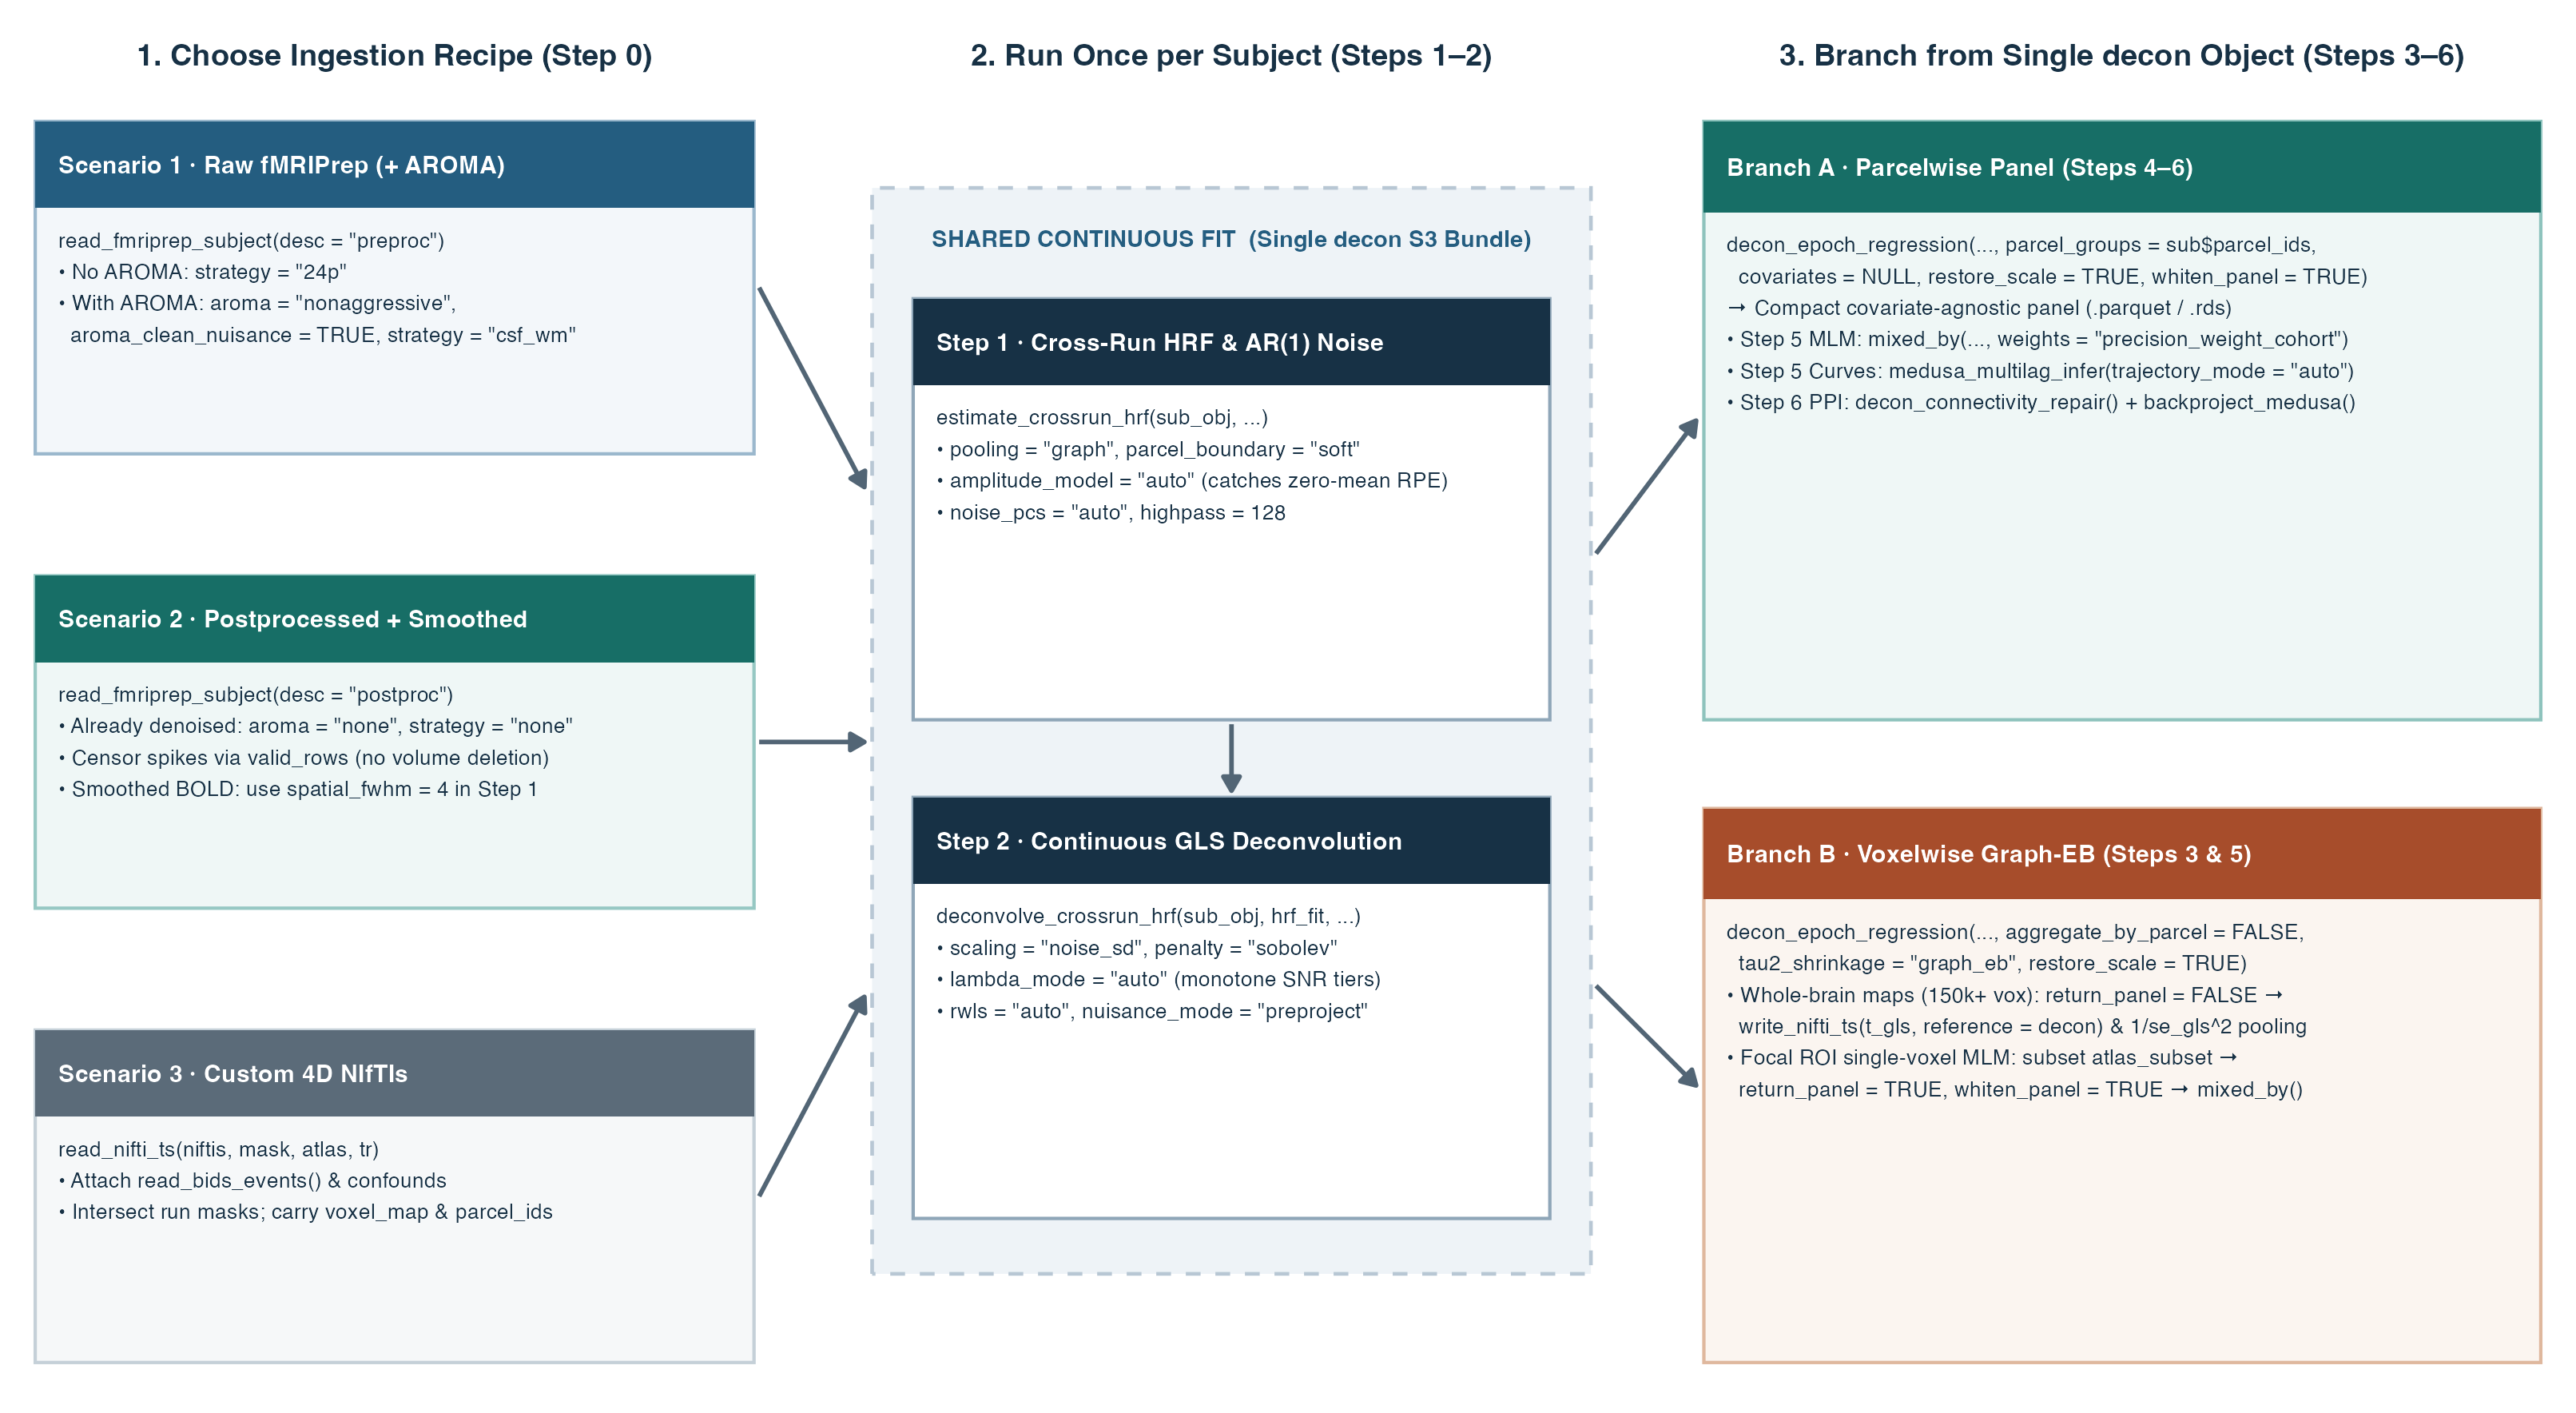 1. Choose Ingestion Recipe (Step 0)
Scenario 1 · Raw fMRIPrep (+ AROMA)
read_fmriprep_subject(desc = "preproc")
• No AROMA: strategy = "24p"
• With AROMA: aroma = "nonaggressive",
aroma_clean_nuisance = TRUE, strategy = "csf_wm"
Scenario 2 · Postprocessed + Smoothed
read_fmriprep_subject(desc = "postproc")
• Already denoised: aroma = "none", strategy = "none"
• Censor spikes via valid_rows (no volume deletion)
• Smoothed BOLD: use spatial_fwhm = 4 in Step 1
Scenario 3 · Custom 4D NIfTIs
read_nifti_ts(niftis, mask, atlas, tr)
• Attach read_bids_events() & confounds
• Intersect run masks; carry voxel_map & parcel_ids
2. Run Once per Subject (Steps 1–2)
SHARED CONTINUOUS FIT (Single decon S3 Bundle)
Step 1 · Cross-Run HRF & AR(1) Noise
estimate_crossrun_hrf(sub_obj, ...)
• pooling = "graph", parcel_boundary = "soft"
• amplitude_model = "auto" (catches zero-mean RPE)
• noise_pcs = "auto", highpass = 128
Step 2 · Continuous GLS Deconvolution
deconvolve_crossrun_hrf(sub_obj, hrf_fit, ...)
• scaling = "noise_sd", penalty = "sobolev"
• lambda_mode = "auto" (monotone SNR tiers)
• rwls = "auto", nuisance_mode = "preproject"
3. Branch from Single decon Object (Steps 3–6)
Branch A · Parcelwise Panel (Steps 4–6)
decon_epoch_regression(..., parcel_groups = sub$parcel_ids,
covariates = NULL, restore_scale = TRUE, whiten_panel = TRUE)
→ Compact covariate-agnostic panel (.parquet / .rds)
• Step 5 MLM: mixed_by(..., weights = "precision_weight_cohort")
• Step 5 Curves: medusa_multilag_infer(trajectory_mode = "auto")
• Step 6 PPI: decon_connectivity_repair() + backproject_medusa()
Branch B · Voxelwise Graph-EB (Steps 3 & 5)
decon_epoch_regression(..., aggregate_by_parcel = FALSE,
tau2_shrinkage = "graph_eb", restore_scale = TRUE)
• Whole-brain maps (150k+ vox): return_panel = FALSE →
write_nifti_ts(t_gls, reference = decon) & 1/se_gls^2 pooling
• Focal ROI single-voxel MLM: subset atlas_subset →
return_panel = TRUE, whiten_panel = TRUE → mixed_by()